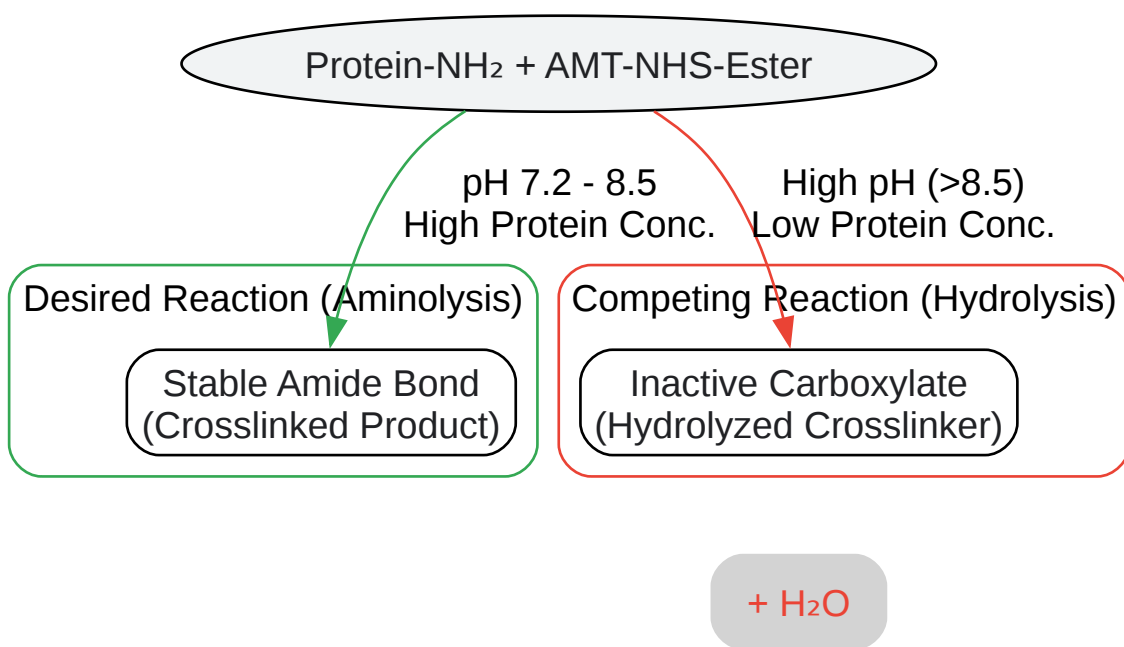 Protein-NH₂ + AMT-NHS-Ester
pH 7.2 - 8.5
High Protein Conc.
High pH (>8.5)
Low Protein Conc.
Desired Reaction (Aminolysis)
Competing Reaction (Hydrolysis)
Stable Amide Bond
(Crosslinked Product)
Inactive Carboxylate
(Hydrolyzed Crosslinker)
+ H₂O